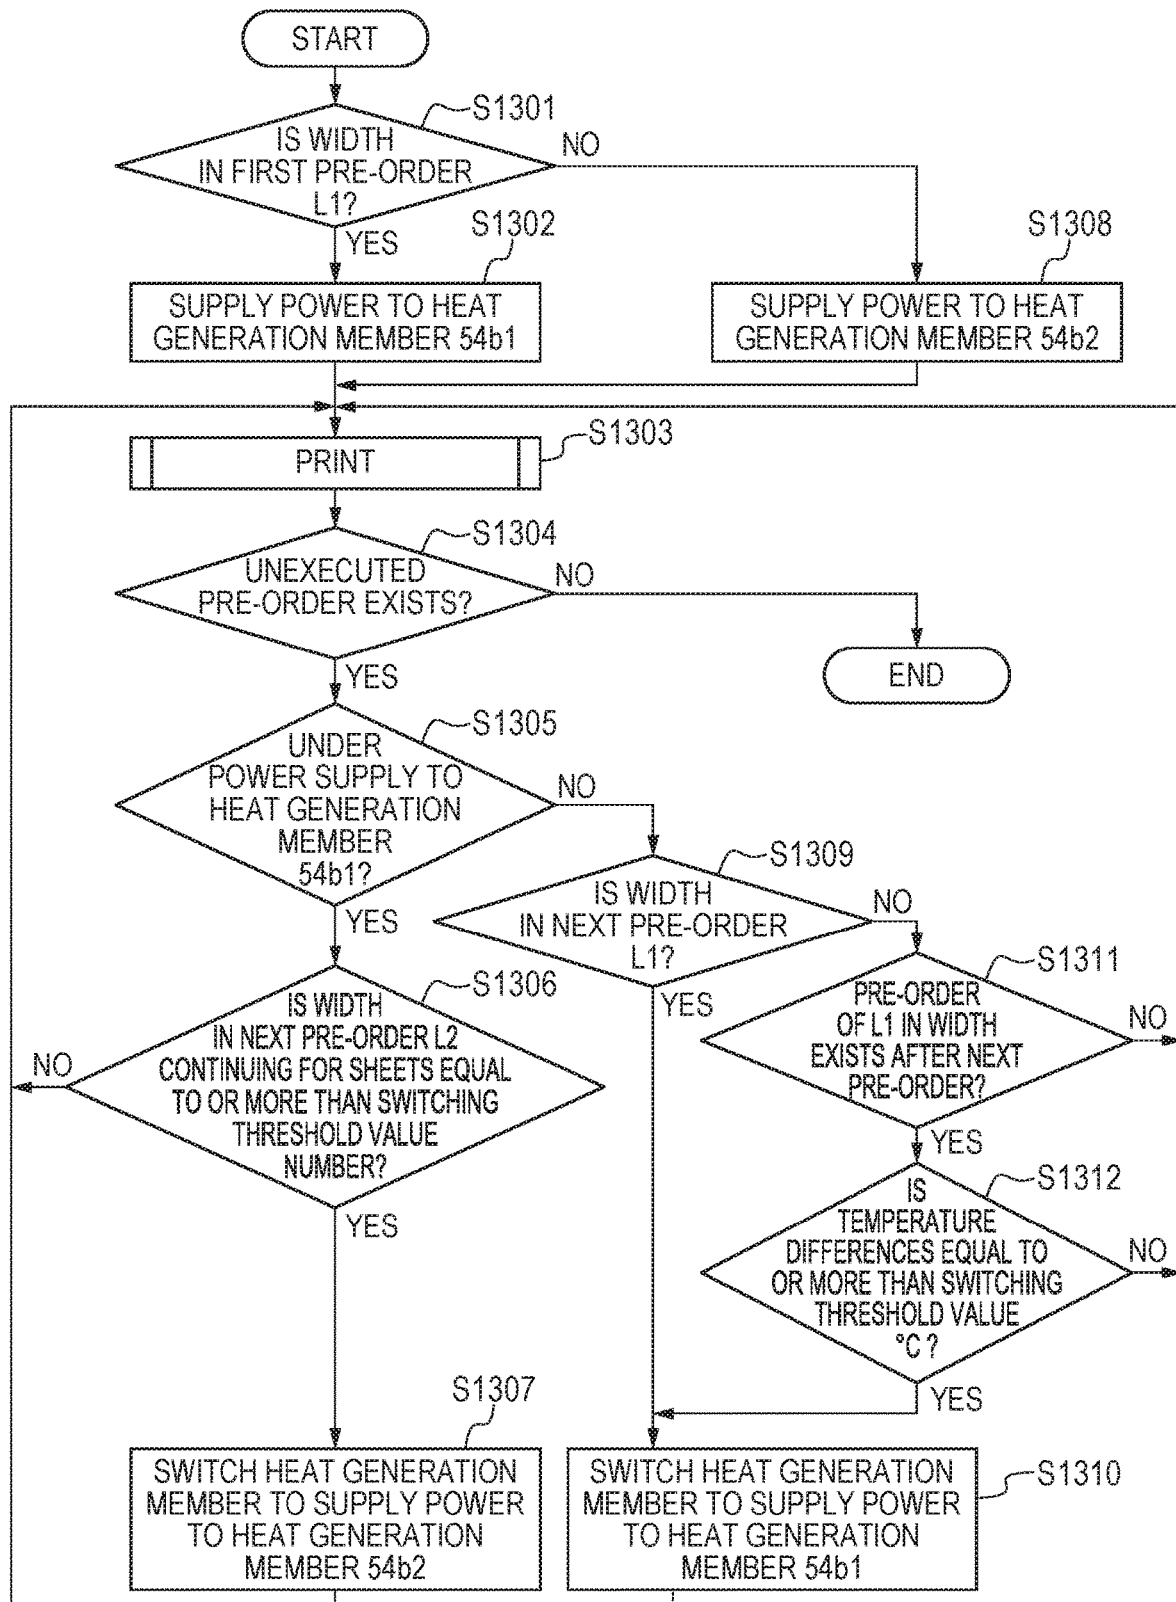 START
S1301
IS WIDTH
IN FIRST PRE-ORDER
L1?
NO
YES
S1302
SUPPLY POWER TO HEAT
GENERATION MEMBER 54b1
S1308
SUPPLY POWER TO HEAT
GENERATION MEMBER 54b2
S1303
PRINT
S1304
UNEXECUTED
PRE-ORDER EXISTS?
NO
YES
END
S1305
UNDER
POWER SUPPLY TO
HEAT GENERATION
MEMBER
54b1?
NO
YES
S1309
IS WIDTH
IN NEXT PRE-ORDER
L1?
NO
YES
S1306
IS WIDTH
IN NEXT PRE-ORDER L2
CONTINUING FOR SHEETS EQUAL
TO OR MORE THAN SWITCHING
THRESHOLD VALUE
NUMBER?
NO
YES
S1311
PRE-ORDER
OF L1 IN WIDTH
EXISTS AFTER NEXT
PRE-ORDER?
NO
YES
S1312
IS
TEMPERATURE
DIFFERENCES EQUAL TO
OR MORE THAN SWITCHING
THRESHOLD VALUE
°C ?
NO
YES
S1307
SWITCH HEAT GENERATION
MEMBER TO SUPPLY POWER
TO HEAT GENERATION
MEMBER 54b2
S1310
SWITCH HEAT GENERATION
MEMBER TO SUPPLY POWER
TO HEAT GENERATION
MEMBER 54b1